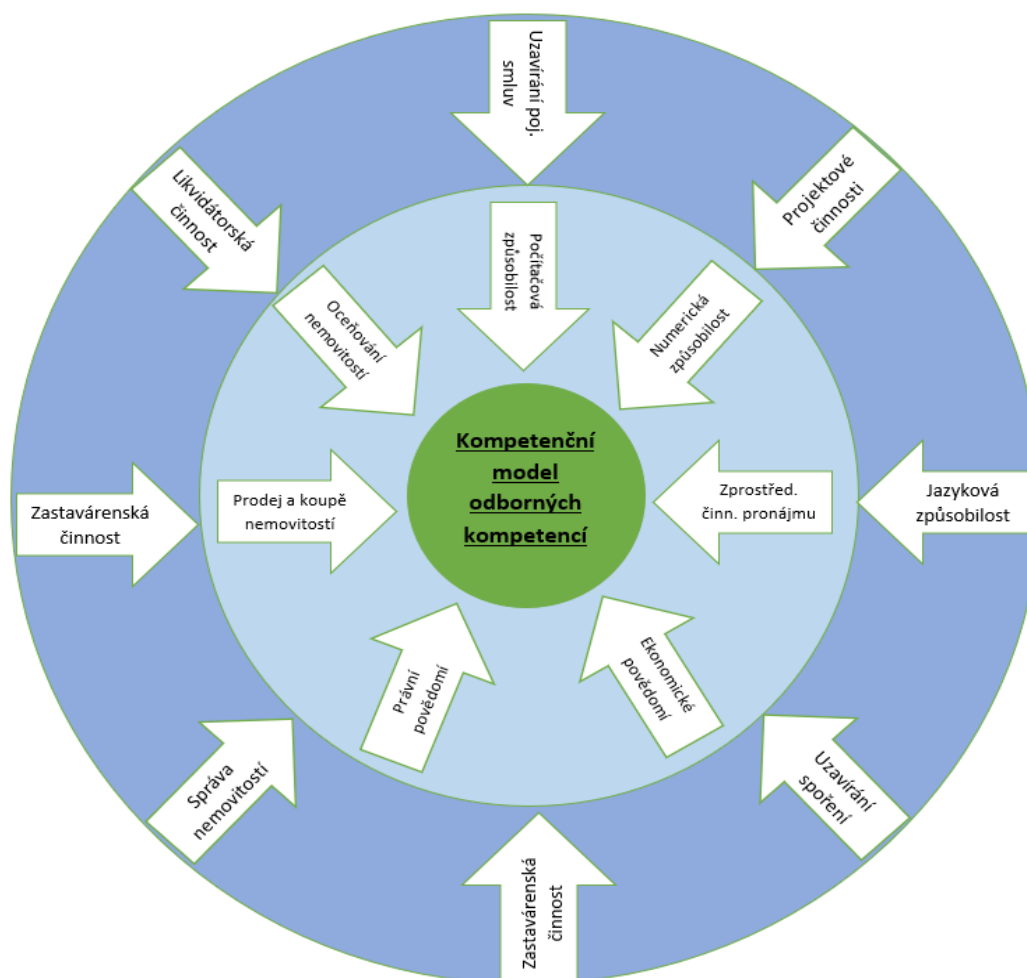 Uzavírání poj.
smluv
Projektové
činnosti
Likvidátorská
činnost
Počítačová
způsobilost
Oceňování
nemovitostí
Numerická
způsobilost
Kompetenční
model
odborných
kompetencí
Zastavárenská
činnost
Prodej a koupě
nemovitostí
Zprostřed.
činn. pronájmu
Jazyková
způsobilost
Právní
povědomí
Ekonomické
povědomí
Správa
nemovitostí
Uzavírání
spoření
Zastavárenská
činnost